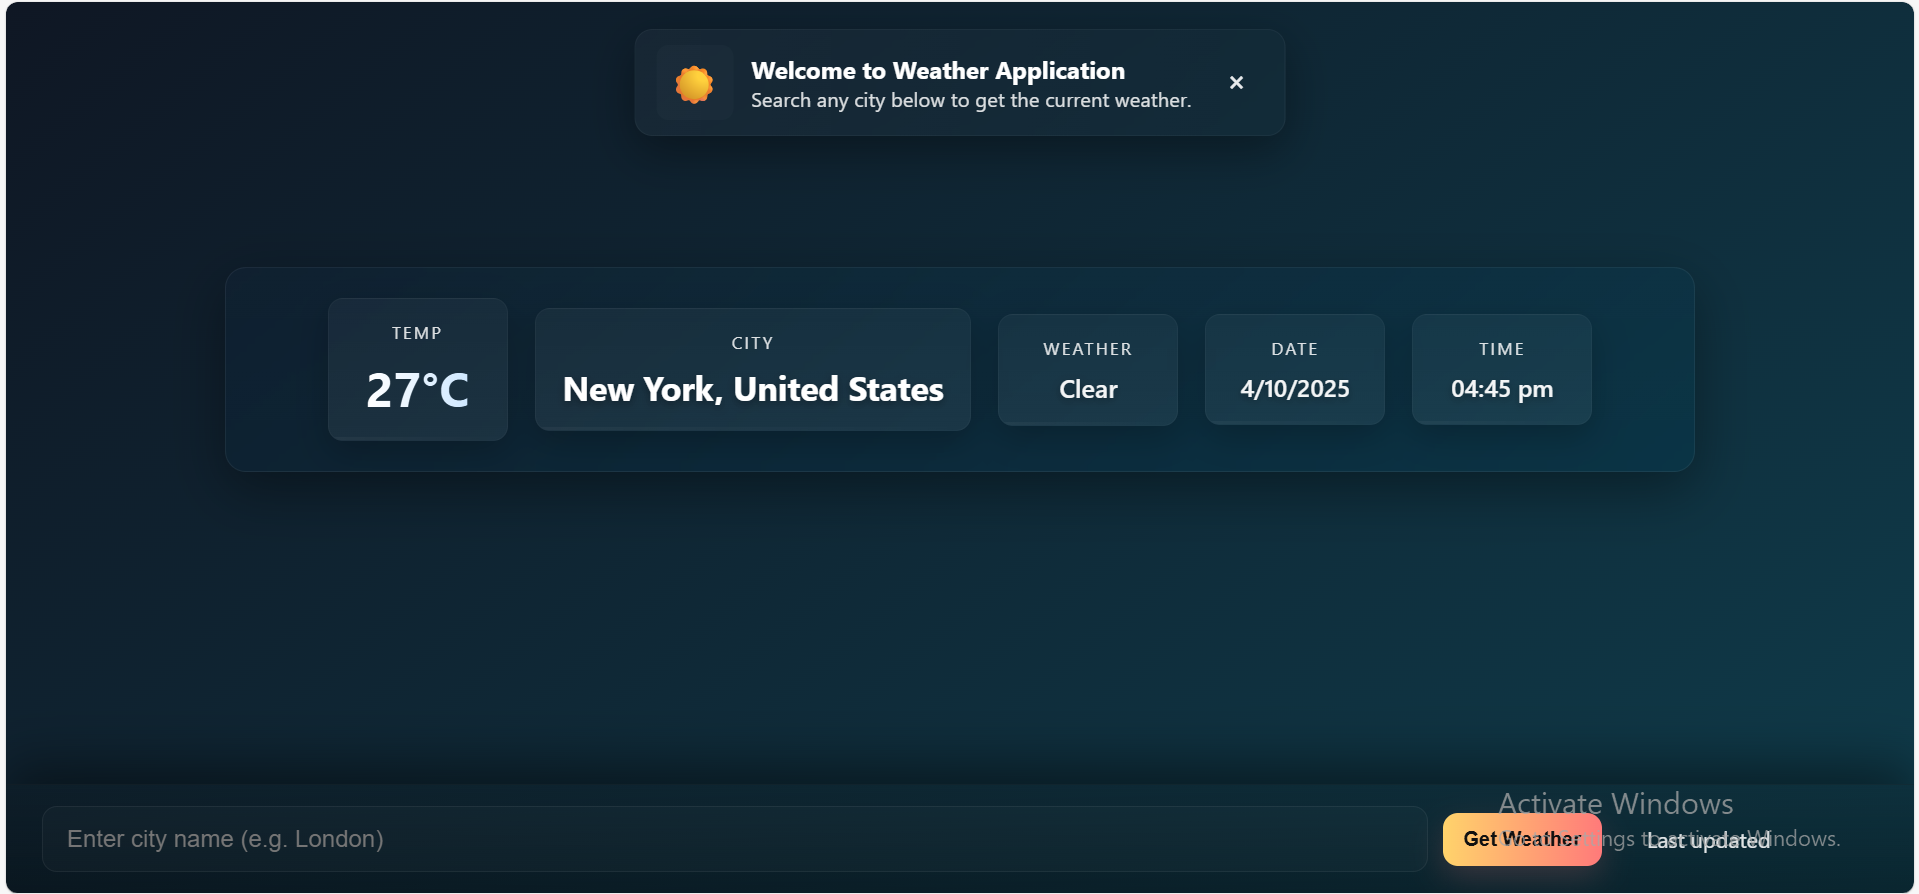 Welcome to Weather Application
Search any city below to get the current weather.
×
TEMP
27°C
CITY
New York, United States
WEATHER
Clear
DATE
4/10/2025
TIME
04:45 pm
Enter city name (e.g. London)
Get Weather
Last updated
Activate Windows
Go to Settings to activate Windows.